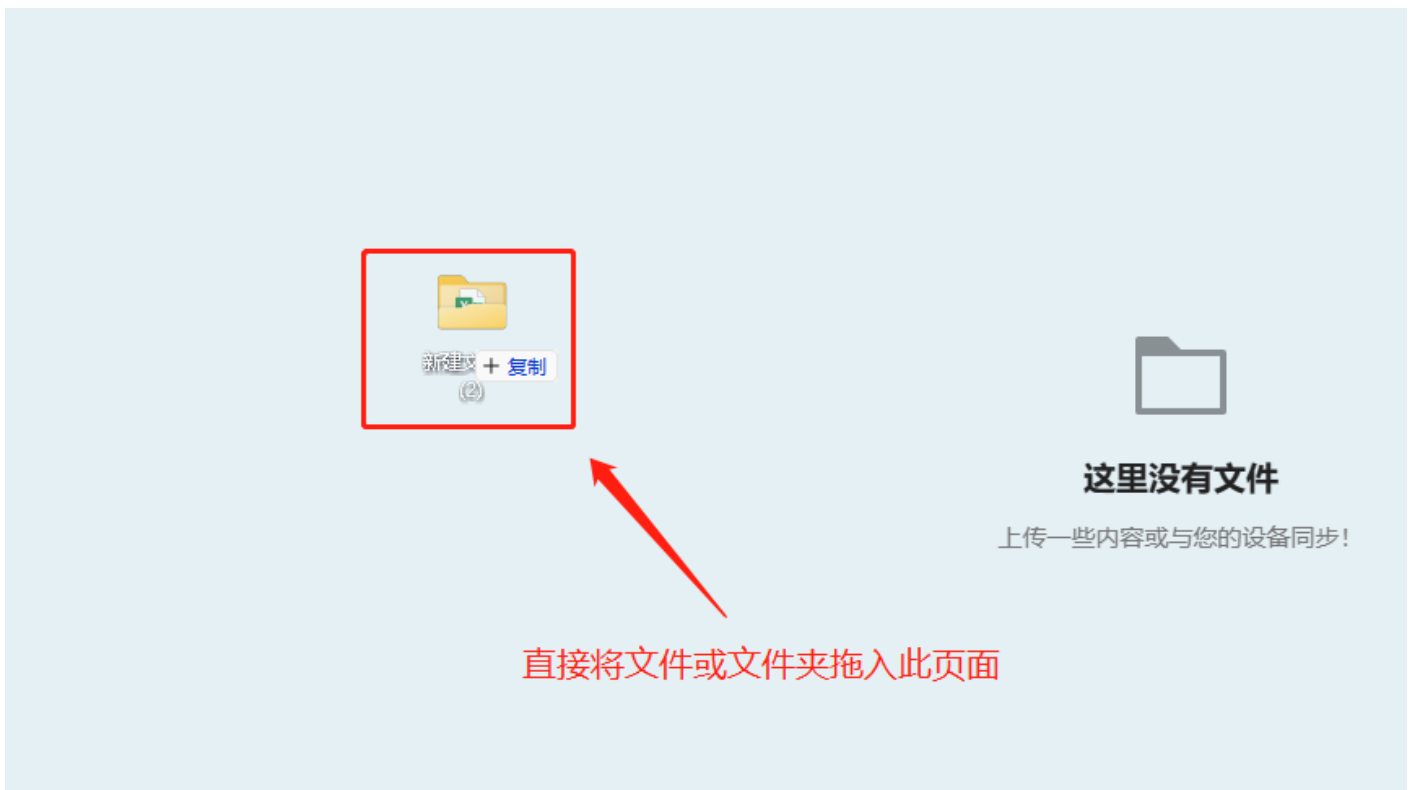 新建文
+ 复制
(2)
这里没有文件
上传一些内容或与您的设备同步！
直接将文件或文件夹拖入此页面